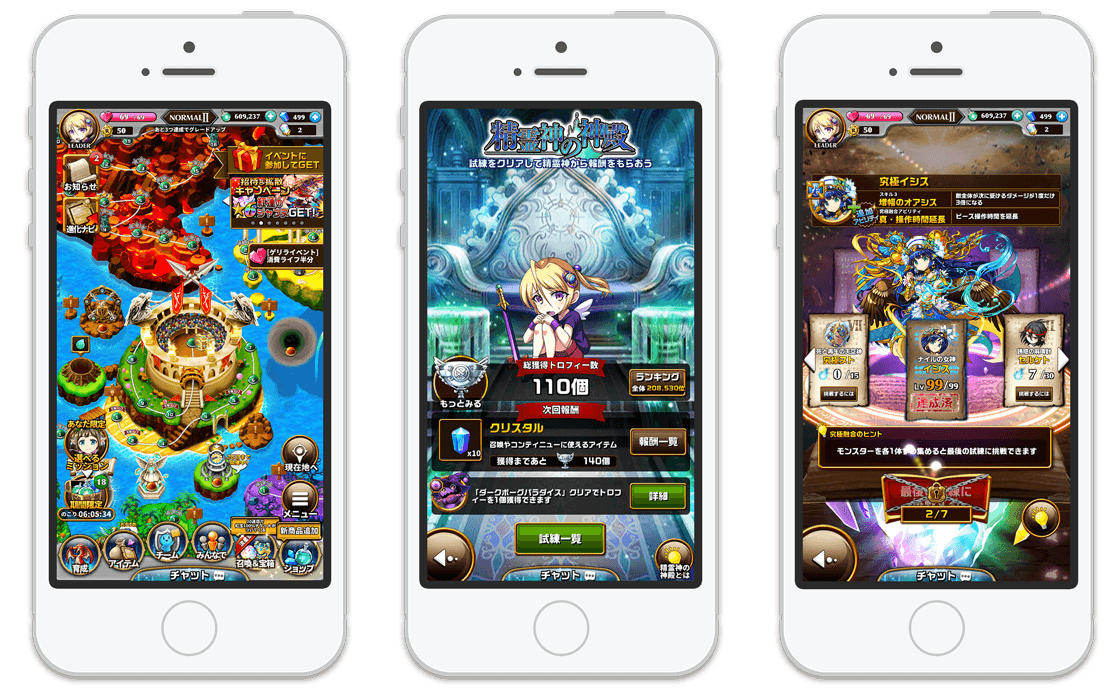 69/69
NORMAL II
609,237
499
50
あと3つ達成でグレードアップ
2
LEADER
2
イベントに
参加してGET
お知らせ
招待&拡散
キャンペーン
GET!
進化ナビ
[ゲリライベント]
消費ライフ半分
あなた限定
選べる
ミッション
現在地へ
18
期間限定
のこり 06:05:34
メニュー
新商品追加
育成
アイテム
チーム
みんなで
召喚&宝箱
ショップ
チャット
精霊神の神殿
試練をクリアして精霊神から報酬をもらおう
総獲得トロフィー数
110個
ランキング
全体 208,530位
もっとみる
次回報酬
クリスタル
x10
召喚やコンティニューに使えるアイテム
報酬一覧
獲得まであと 140個
「ダークボーグパラダイス」クリアでトロフ
ィーを1個獲得できます
詳細
試練一覧
精霊神の
神殿とは
チャット
69/69
NORMAL II
609,237
499
50
2
LEADER
究極イシス
スキル3
増幅のオアシス
敵全体が次に受けるダメージが1度だけ
3倍になる
追加
アビリティ
究極融合アビリティ
真・操作時間延長
ピース操作時間を延長
ナイルの女神
イシス
Lv 99/99
達成済
0/15
挑戦するには
セルケト
7/30
挑戦するには
究極融合のヒント
モンスターを各1体ずつ集めると最後の試練に挑戦できます
2/7
チャット